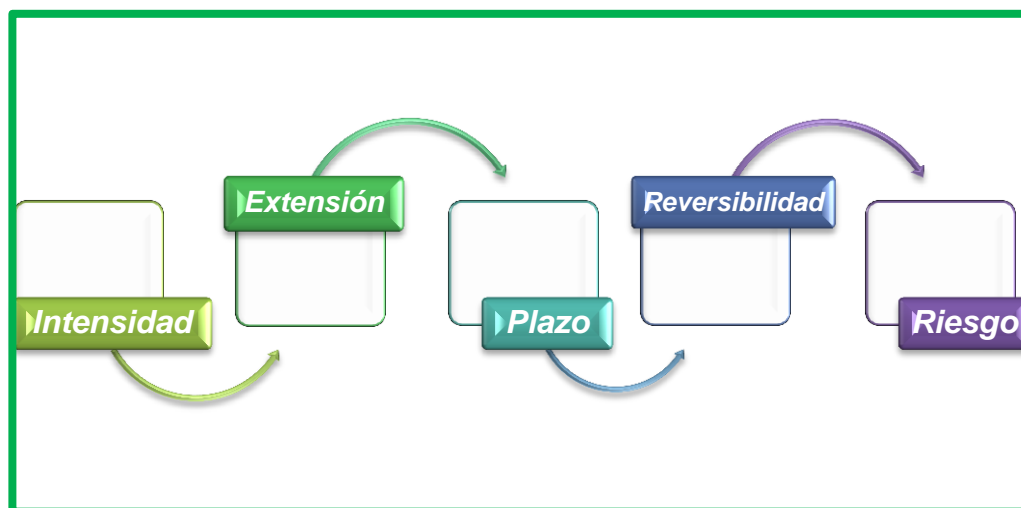 Intensidad
Extensión
Plazo
Reversibilidad
Riesgo